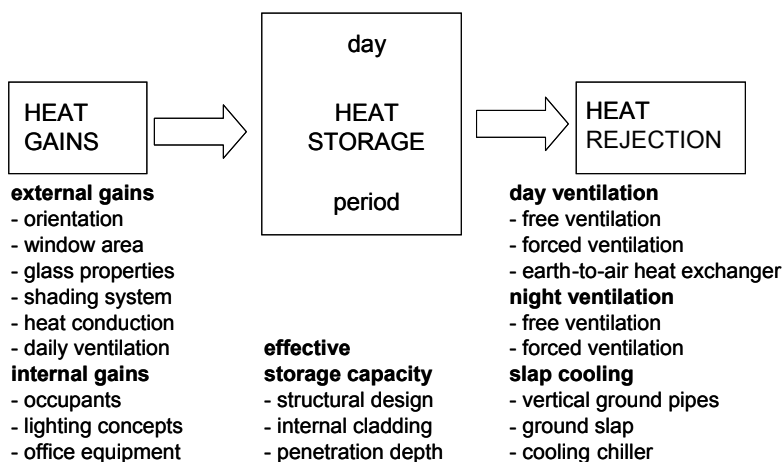 HEAT
GAINS
external gains
- orientation
- window area
- glass properties
- shading system
- heat conduction
- daily ventilation
internal gains
- occupants
- lighting concepts
- office equipment
day
HEAT
STORAGE
period
effective
storage capacity
- structural design
- internal cladding
- penetration depth
HEAT
REJECTION
day ventilation
- free ventilation
- forced ventilation
- earth-to-air heat exchanger
night ventilation
- free ventilation
- forced ventilation
slap cooling
- vertical ground pipes
- ground slap
- cooling chiller